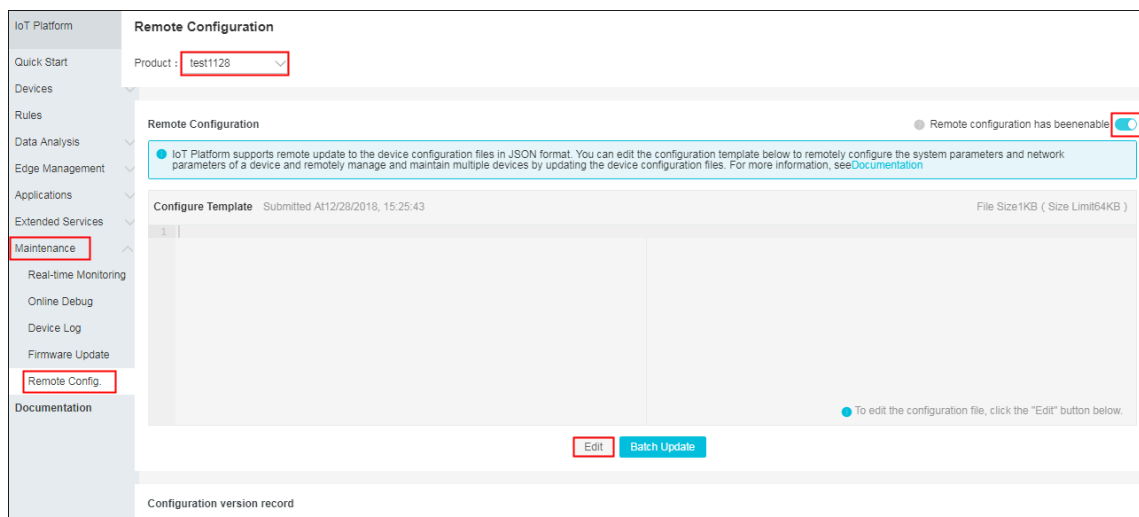 IoT Platform
Remote Configuration
Quick Start
Product : test1128
Devices
Rules
Remote Configuration
Remote configuration has beenenable
Data Analysis
IoT Platform supports remote update to the device configuration files in JSON format. You can edit the configuration template below to remotely configure the system parameters and network
parameters of a device and remotely manage and maintain multiple devices by updating the device configuration files. For more information, seeDocumentation
Edge Management
Applications
Configure Template Submitted At12/28/2018, 15:25:43
File Size1KB ( Size Limit64KB )
Extended Services
1
Maintenance
Real-time Monitoring
Online Debug
Device Log
Firmware Update
Remote Config.
Documentation
To edit the configuration file, click the "Edit" button below.
Edit
Batch Update
Configuration version record